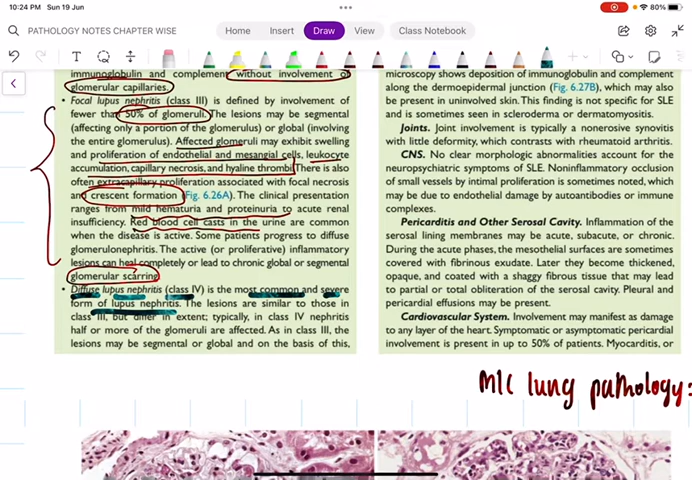 10:24 PM Sun 19 Jun
80%
PATHOLOGY NOTES CHAPTER WISE
Home Insert Draw View Class Notebook
immunoglobulin and complement without involvement of
glomerular capillaries.
• Focal lupus nephritis (class III) is defined by involvement of
fewer than 50% of glomeruli. The lesions may be segmental
(affecting only a portion of the glomerulus) or global (involving
the entire glomerulus). Affected glomeruli may exhibit swelling
and proliferation of endothelial and mesangial cells, leukocyte
accumulation, capillary necrosis, and hyaline thrombi. There is also
often extracapillary proliferation associated with focal necrosis
and crescent formation (Fig. 6.26A). The clinical presentation
ranges from mild hematuria and proteinuria to acute renal
insufficiency. Red blood cell casts in the urine are common
when the disease is active. Some patients progress to diffuse
glomerulonephritis. The active (or proliferative) inflammatory
lesions can heal completely or lead to chronic global or segmental
glomerular scarring.
• Diffuse lupus nephritis (class IV) is the most common and severe
form of lupus nephritis. The lesions are similar to those in
class III, but differ in extent; typically, in class IV nephritis
half or more of the glomeruli are affected. As in class III, the
lesions may be segmental or global and on the basis of this,
microscopy shows deposition of immunoglobulin and complement
along the dermoepidermal junction (Fig. 6.27B), which may also
be present in uninvolved skin. This finding is not specific for SLE
and is sometimes seen in scleroderma or dermatomyositis.
Joints. Joint involvement is typically a nonerosive synovitis
with little deformity, which contrasts with rheumatoid arthritis.
CNS. No clear morphologic abnormalities account for the
neuropsychiatric symptoms of SLE. Noninflammatory occlusion
of small vessels by intimal proliferation is sometimes noted, which
may be due to endothelial damage by autoantibodies or immune
complexes.
Pericarditis and Other Serosal Cavity. Inflammation of the
serosal lining membranes may be acute, subacute, or chronic.
During the acute phases, the mesothelial surfaces are sometimes
covered with fibrinous exudate. Later they become thickened,
opaque, and coated with a shaggy fibrous tissue that may lead
to partial or total obliteration of the serosal cavity. Pleural and
pericardial effusions may be present.
Cardiovascular System. Involvement may manifest as damage
to any layer of the heart. Symptomatic or asymptomatic pericardial
involvement is present in up to 50% of patients. Myocarditis, or
M/C lung pathology: